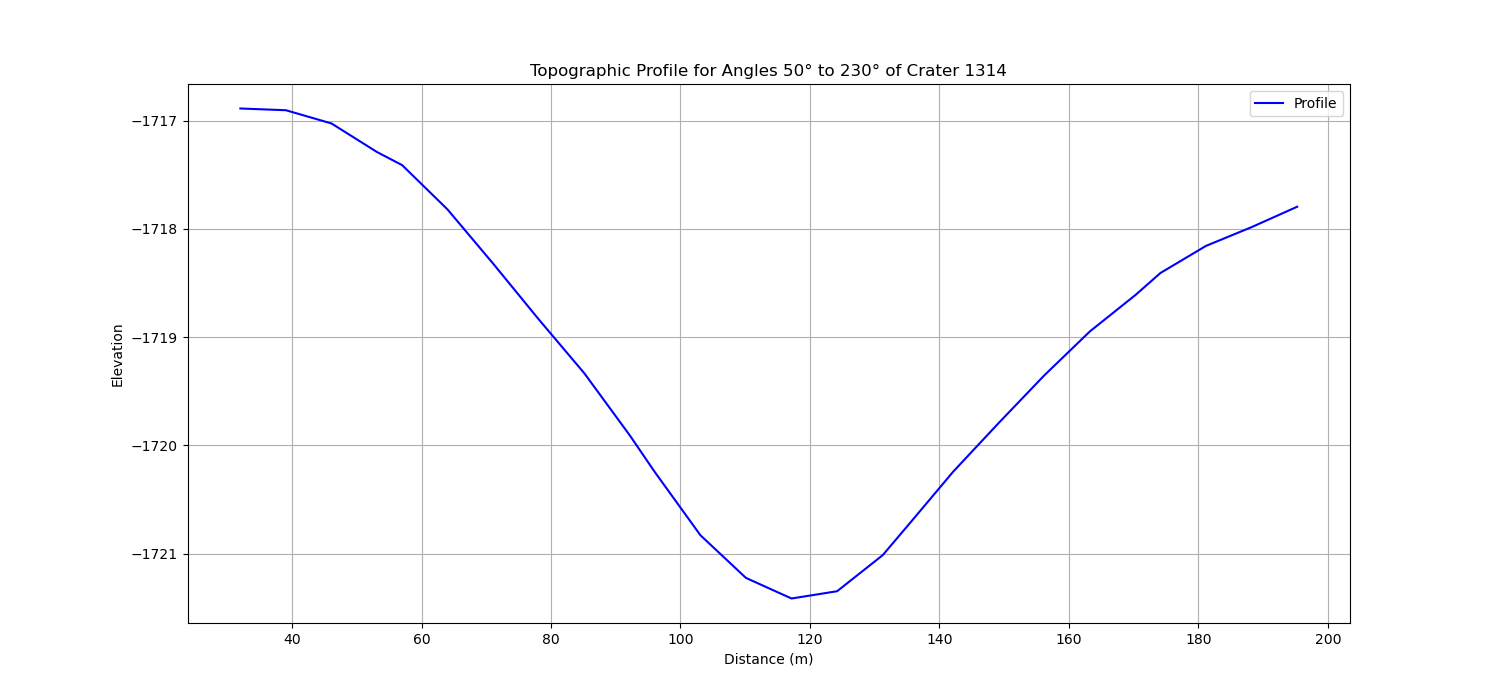 Topographic Profile for Angles 50° to 230° of Crater 1314
Profile
Elevation
−1717
−1718
−1719
−1720
−1721
40 60 80 100 120 140 160 180 200
Distance (m)